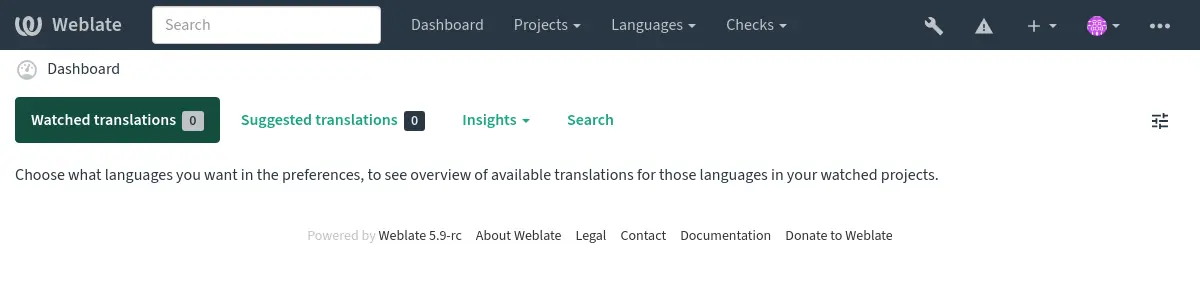 Weblate Search Dashboard Projects Languages Checks
Dashboard
Watched translations 0 Suggested translations 0 Insights Search
Choose what languages you want in the preferences, to see overview of available translations for those languages in your watched projects.
Powered by Weblate 5.9-rc About Weblate Legal Contact Documentation Donate to Weblate